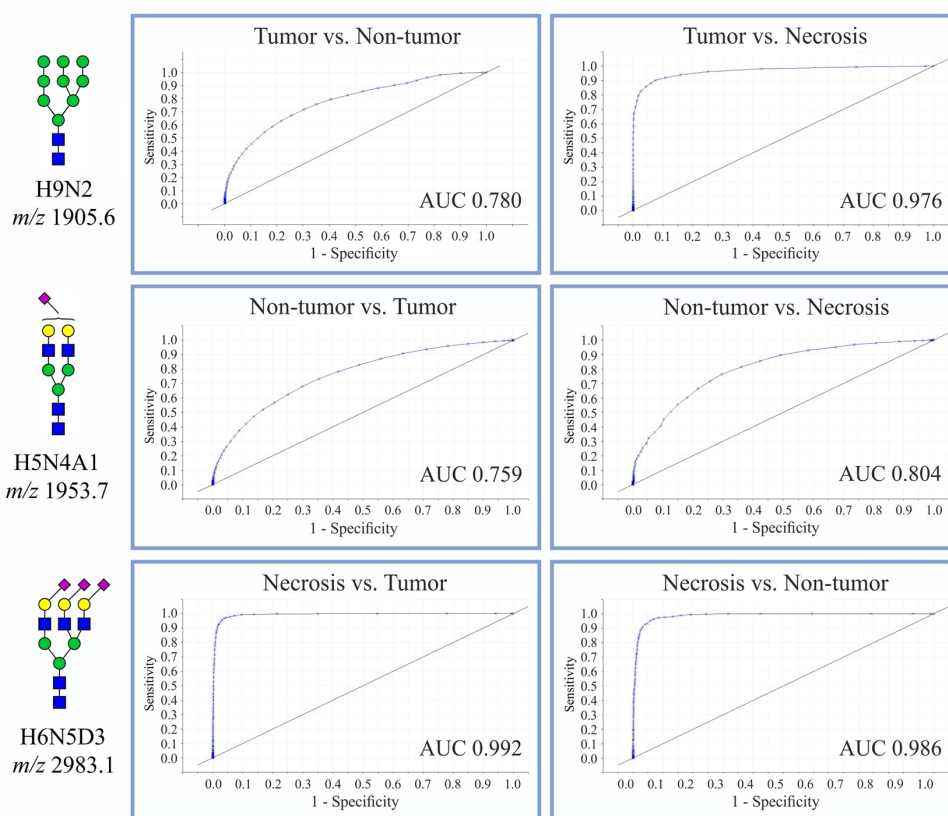 Tumor vs. Non-tumor
Sensitivity
1.0
0.9
0.8
0.7
0.6
0.5
0.4
0.3
0.2
0.1
0.0
0.0 0.1 0.2 0.3 0.4 0.5 0.6 0.7 0.8 0.9 1.0
1 - Specificity
AUC 0.780
Tumor vs. Necrosis
Sensitivity
1.0
0.9
0.8
0.7
0.6
0.5
0.4
0.3
0.2
0.1
0.0
0.0 0.1 0.2 0.3 0.4 0.5 0.6 0.7 0.8 0.9 1.0
1 - Specificity
AUC 0.976
H9N2
m/z 1905.6
Non-tumor vs. Tumor
Sensitivity
1.0
0.9
0.8
0.7
0.6
0.5
0.4
0.3
0.2
0.1
0.0
0.0 0.1 0.2 0.3 0.4 0.5 0.6 0.7 0.8 0.9 1.0
1 - Specificity
AUC 0.759
Non-tumor vs. Necrosis
Sensitivity
1.0
0.9
0.8
0.7
0.6
0.5
0.4
0.3
0.2
0.1
0.0
0.0 0.1 0.2 0.3 0.4 0.5 0.6 0.7 0.8 0.9 1.0
1 - Specificity
AUC 0.804
H5N4A1
m/z 1953.7
Necrosis vs. Tumor
Sensitivity
1.0
0.9
0.8
0.7
0.6
0.5
0.4
0.3
0.2
0.1
0.0
0.0 0.1 0.2 0.3 0.4 0.5 0.6 0.7 0.8 0.9 1.0
1 - Specificity
AUC 0.992
Necrosis vs. Non-tumor
Sensitivity
1.0
0.9
0.8
0.7
0.6
0.5
0.4
0.3
0.2
0.1
0.0
0.0 0.1 0.2 0.3 0.4 0.5 0.6 0.7 0.8 0.9 1.0
1 - Specificity
AUC 0.986
H6N5D3
m/z 2983.1